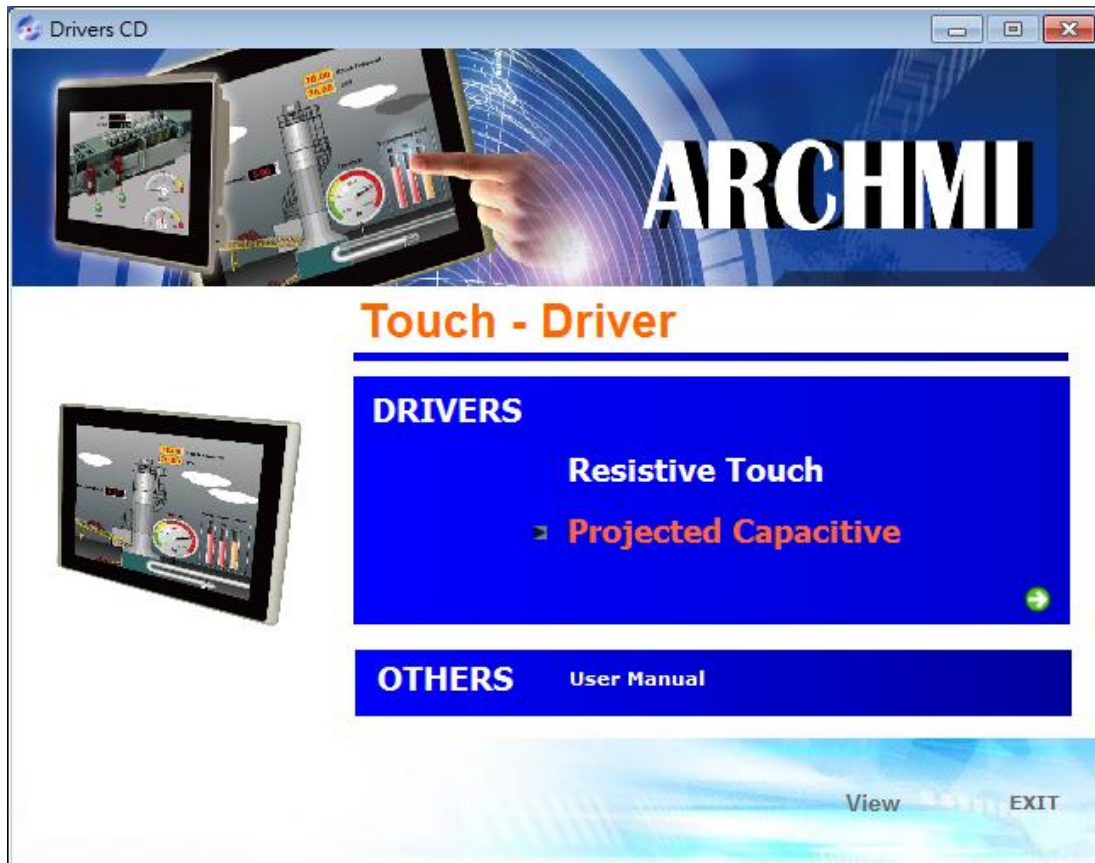 Drivers CD
ARCHMI
Touch - Driver
DRIVERS
Resistive Touch
Projected Capacitive
OTHERS
User Manual
View
EXIT